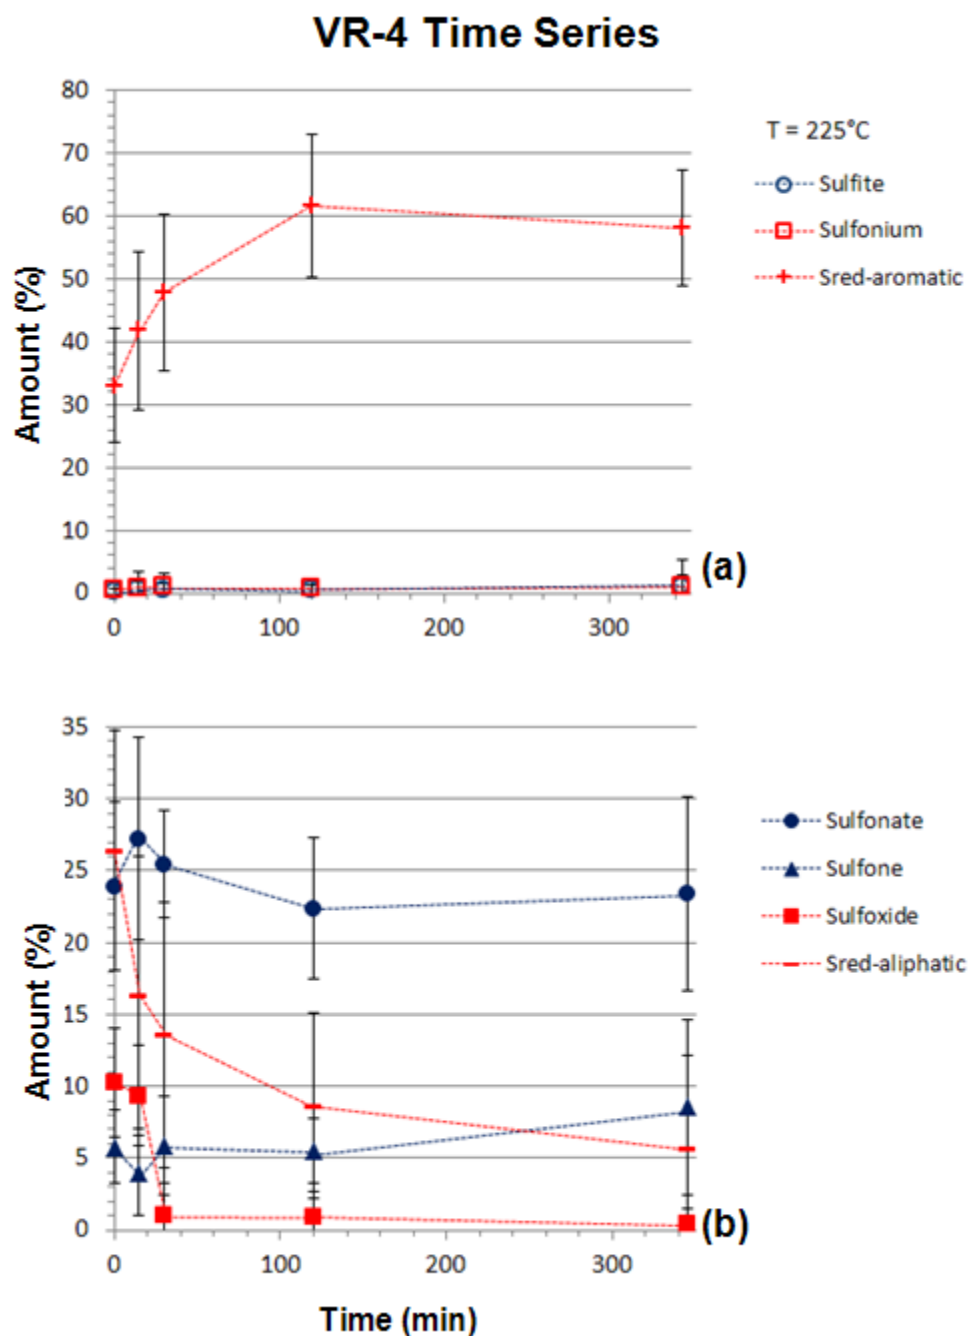 VR-4 Time Series
80
70
60
50
40
30
20
10
0
Amount (%)
0 100 200 300
(a)
T = 225°C
Sulfite
Sulfonium
Sred-aromatic
35
30
25
20
15
10
5
0
Amount (%)
0 100 200 300
(b)
Sulfonate
Sulfone
Sulfoxide
Sred-aliphatic
Time (min)